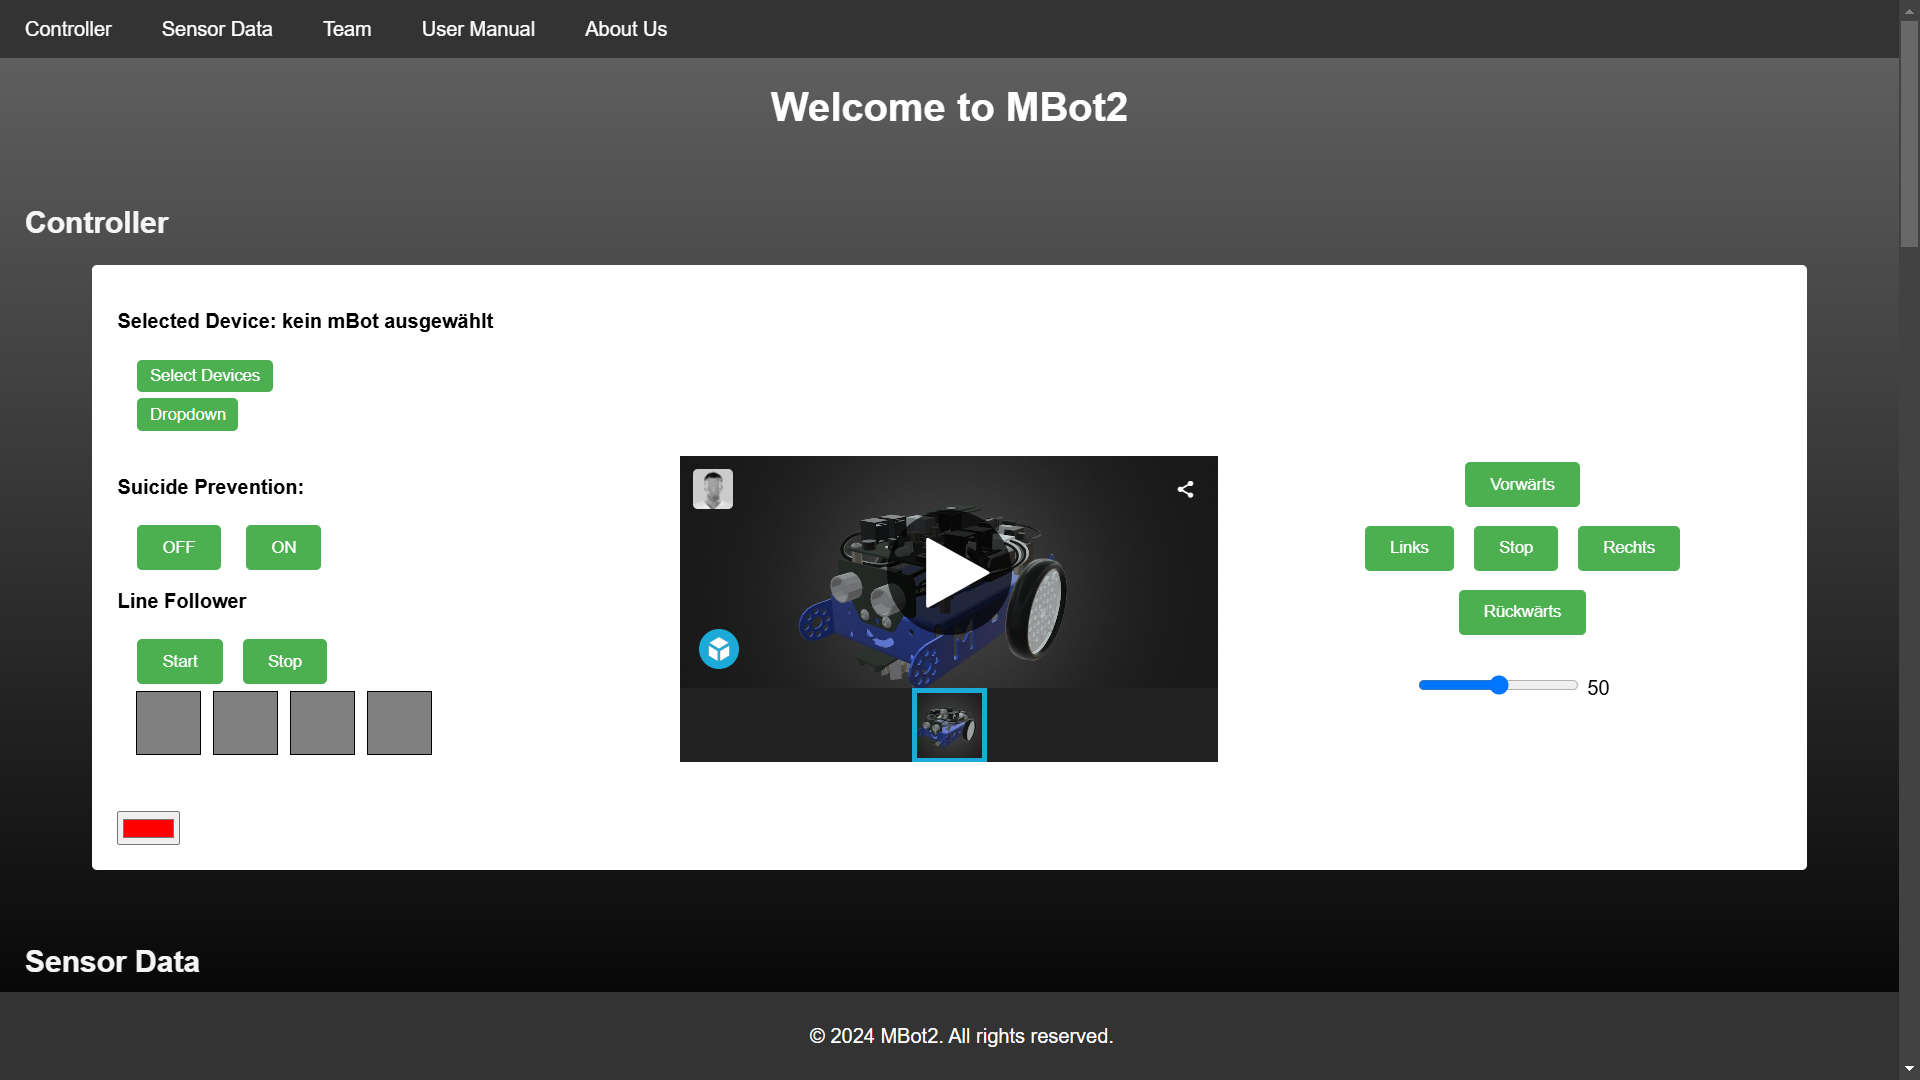 Controller Sensor Data Team User Manual About Us
Welcome to MBot2
Controller
Selected Device: kein mBot ausgewählt
Select Devices
Dropdown
Suicide Prevention:
OFF ON
Line Follower
Start Stop
Vorwärts
Links Stop Rechts
Rückwärts
50
Sensor Data
© 2024 MBot2. All rights reserved.